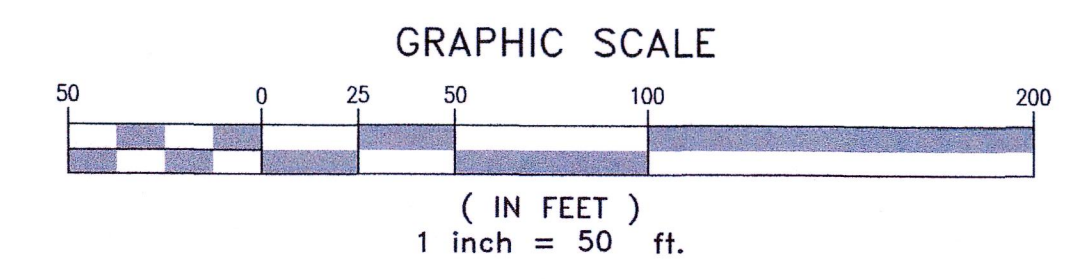 GRAPHIC SCALE
50 0 25 50 100 200
( IN FEET )
1 inch = 50 ft.